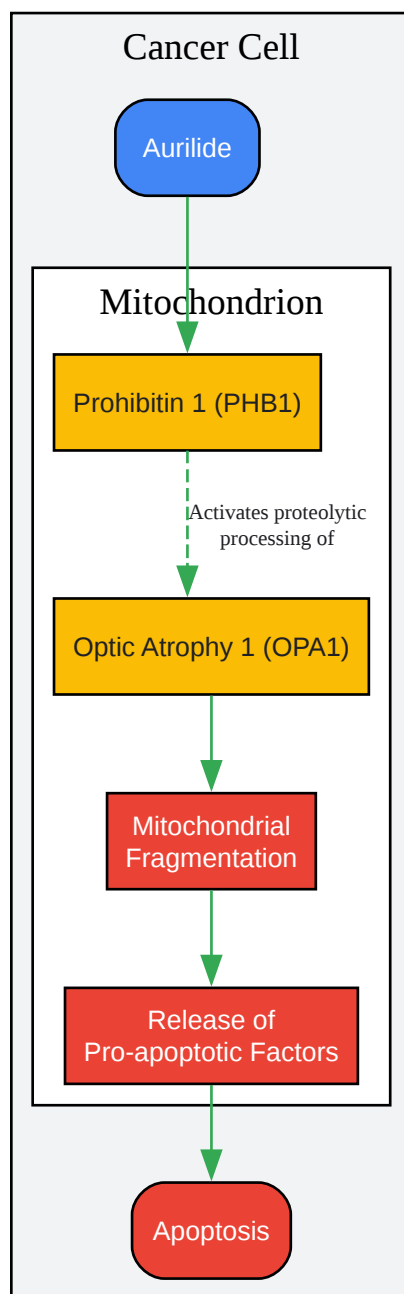 Cancer Cell
Aurilide
Mitochondrion
Prohibitin 1 (PHB1)
Activates proteolytic
processing of
Optic Atrophy 1 (OPA1)
Mitochondrial
Fragmentation
Release of
Pro-apoptotic Factors
Apoptosis